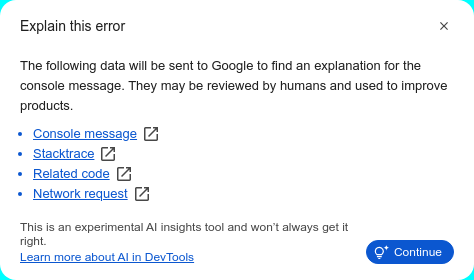 Explain this error
The following data will be sent to Google to find an explanation for the
console message. They may be reviewed by humans and used to improve
products.
Console message
Stacktrace
Related code
Network request
This is an experimental AI insights tool and won’t always get it
right.
Learn more about AI in DevTools
Continue